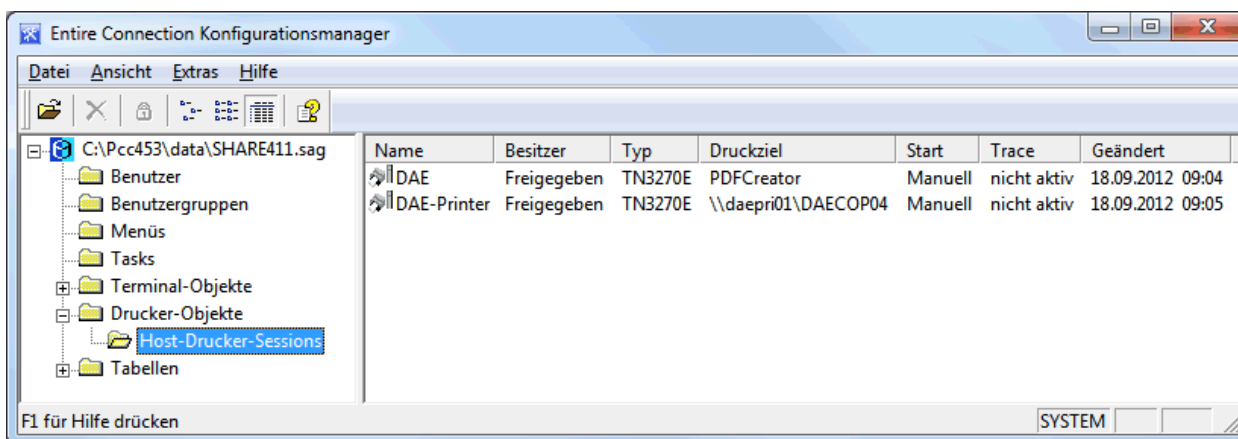 Entire Connection Konfigurationsmanager
Datei Ansicht Extras Hilfe
C:\Pcc453\data\SHARE411.sag
Benutzer
Benutzergruppen
Menüs
Tasks
Terminal-Objekte
Drucker-Objekte
Host-Drucker-Sessions
Tabellen
Name Besitzer Typ Druckziel Start Trace Geändert
DAE Freigegeben TN3270E PDFCreator Manuell nicht aktiv 18.09.2012 09:04
DAE-Printer Freigegeben TN3270E \\daepri01\DAECOP04 Manuell nicht aktiv 18.09.2012 09:05
F1 für Hilfe drücken
SYSTEM